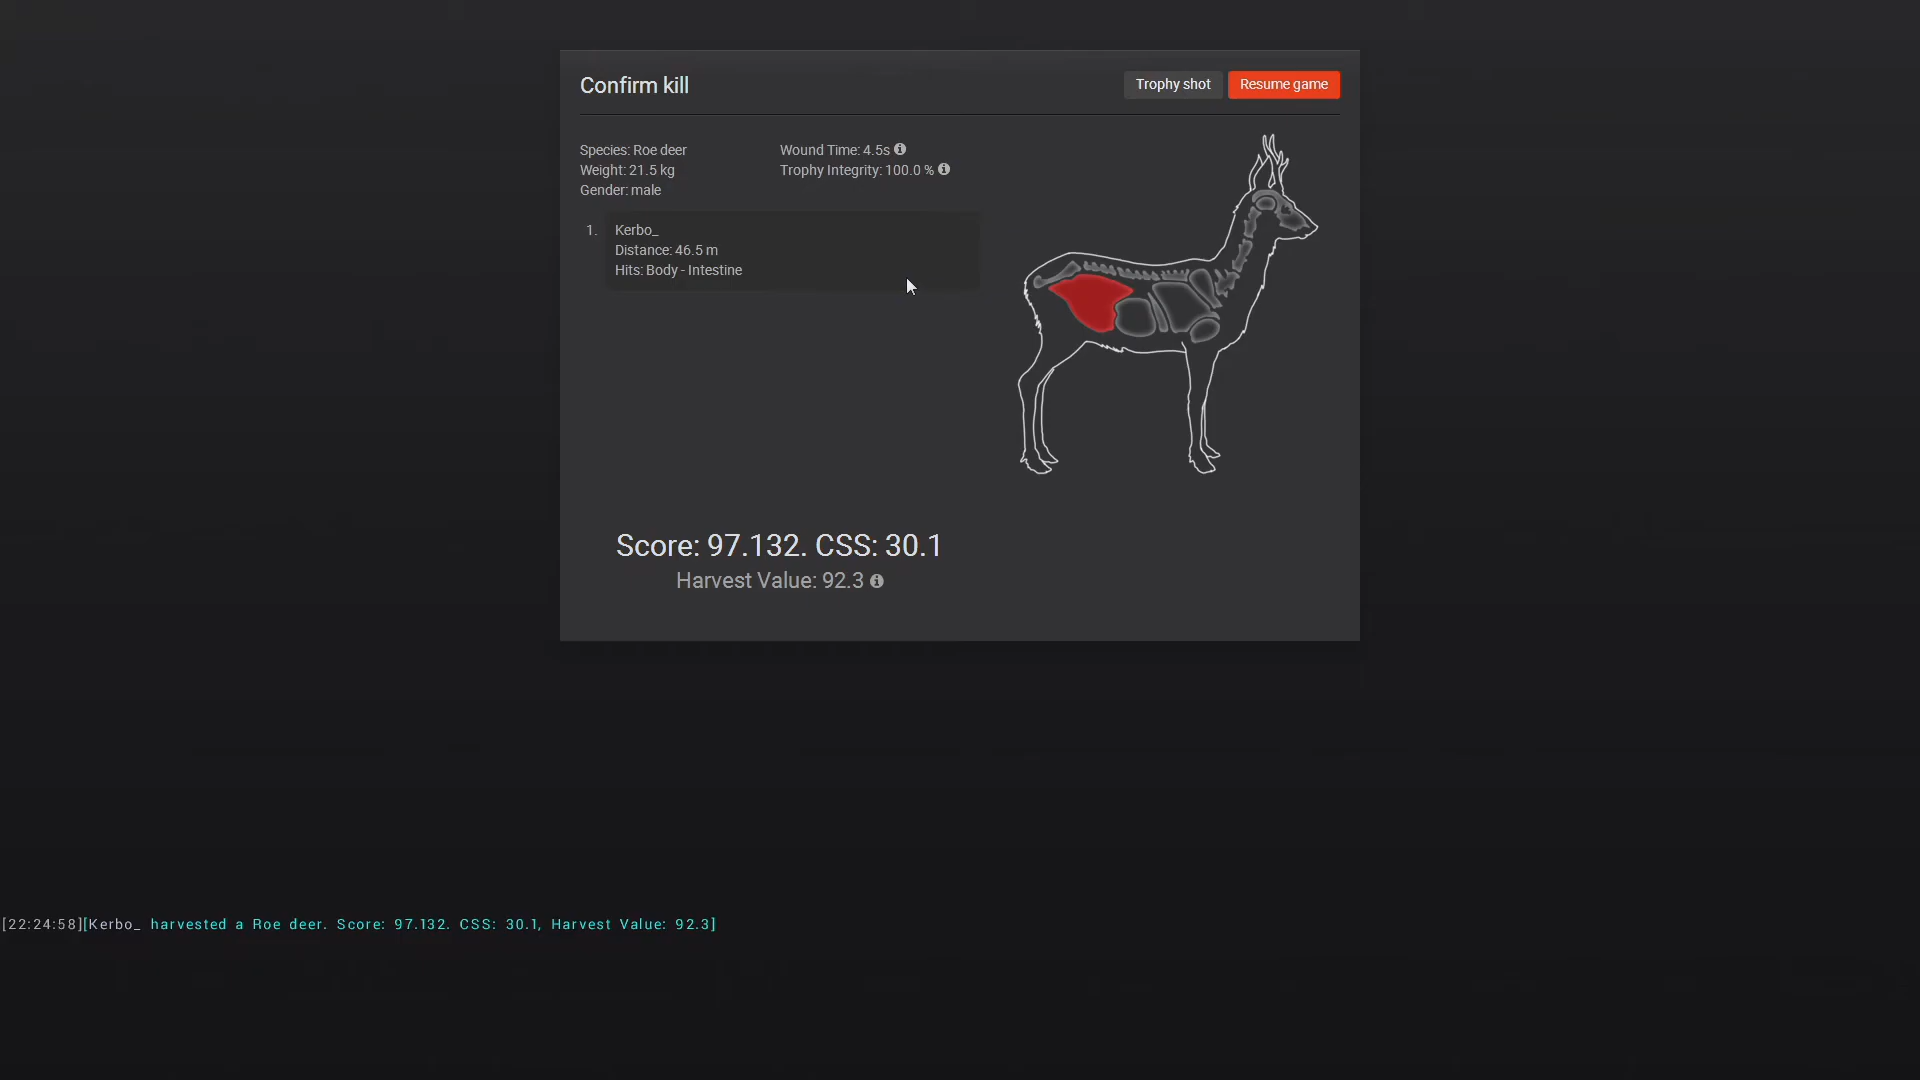 Confirm kill
Trophy shot
Resume game
Species: Roe deer
Weight: 21.5 kg
Gender: male
Wound Time: 4.5s
Trophy Integrity: 100.0 %
1.
Kerbo_
Distance: 46.5 m
Hits: Body - Intestine
Score: 97.132. CSS: 30.1
Harvest Value: 92.3
[22:24:58][Kerbo_ harvested a Roe deer. Score: 97.132. CSS: 30.1, Harvest Value: 92.3]